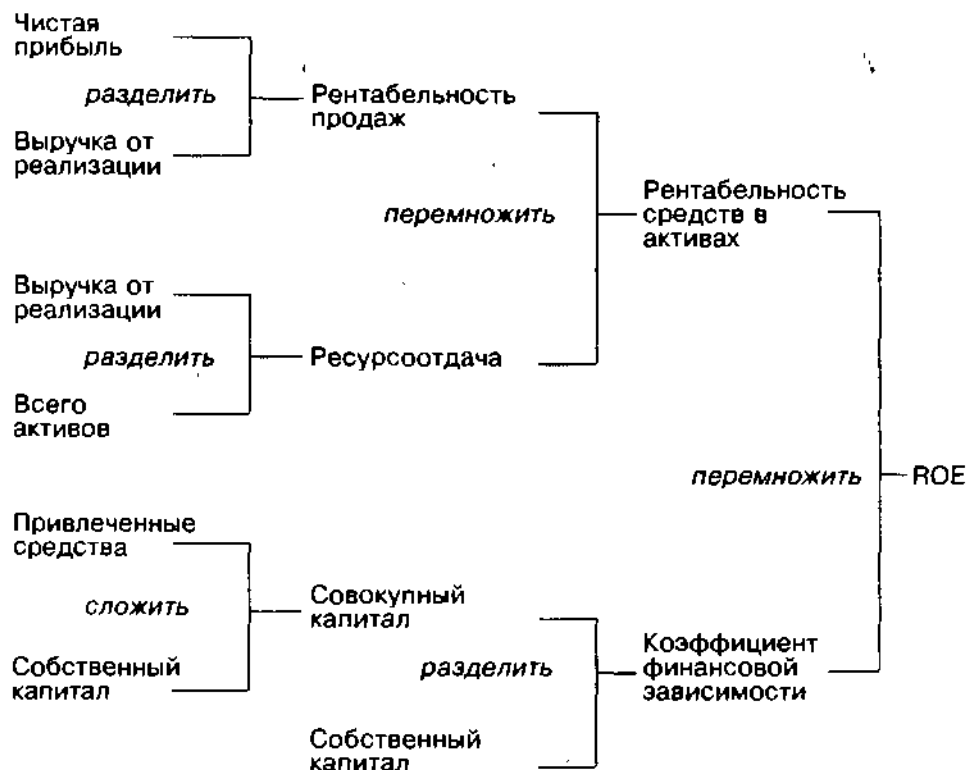 Чистая
прибыль
разделить
Выручка от
реализации
Рентабельность
продаж
перемножить
Рентабельность
средств в
активах
Выручка от
реализации
разделить
Всего
активов
Ресурсоотдача
перемножить
ROE
Привлеченные
средства
сложить
Собственный
капитал
Совокупный
капитал
разделить
Собственный
капитал
Коэффициент
финансовой
зависимости